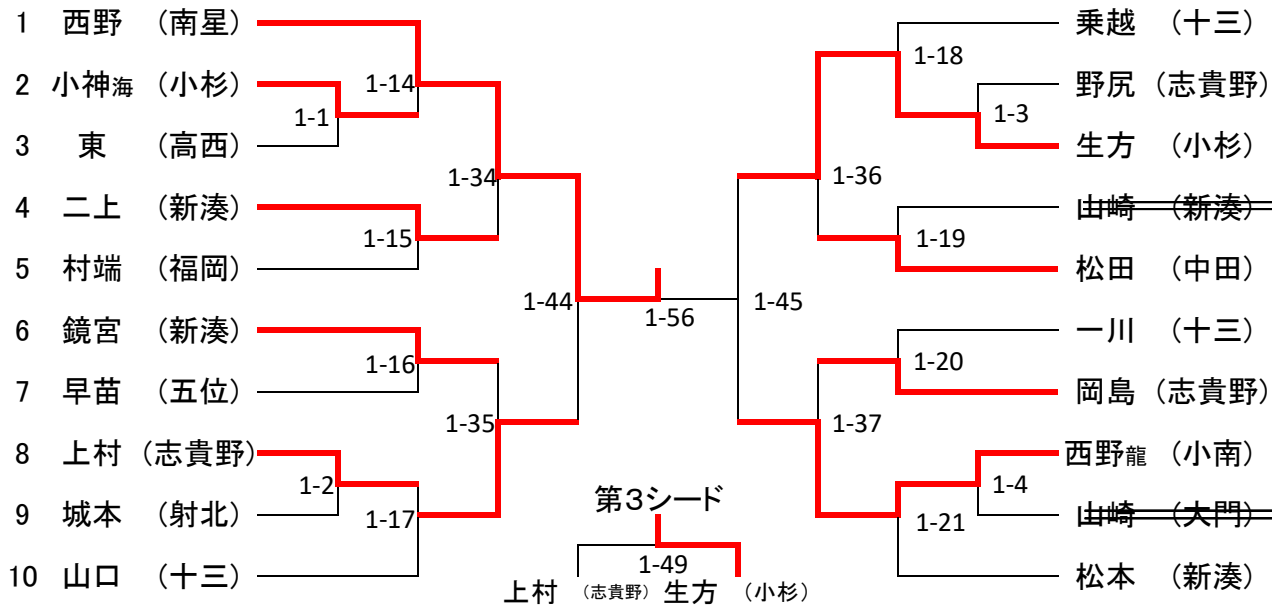 1 西野 （南星）
2 小神海 （小杉）
3 東 （高西）
4 二上 （新湊）
5 村端 （福岡）
6 鏡宮 （新湊）
7 早苗 （五位）
8 上村 （志貴野）
9 城本 （射北）
10 山口 （十三）
1-14
1-1
1-34
1-15
1-44
1-16
1-35
1-2
1-17
1-56
第3シード
1-49
上村 （志貴野） 生方 （小杉）
1-18
1-3
1-36
1-19
1-45
1-20
1-37
1-4
1-21
乗越 （十三）
野尻 （志貴野）
生方 （小杉）
山崎 （新湊）
松田 （中田）
一川 （十三）
岡島 （志貴野）
西野龍 （小南）
山崎 （大門）
松本 （新湊）